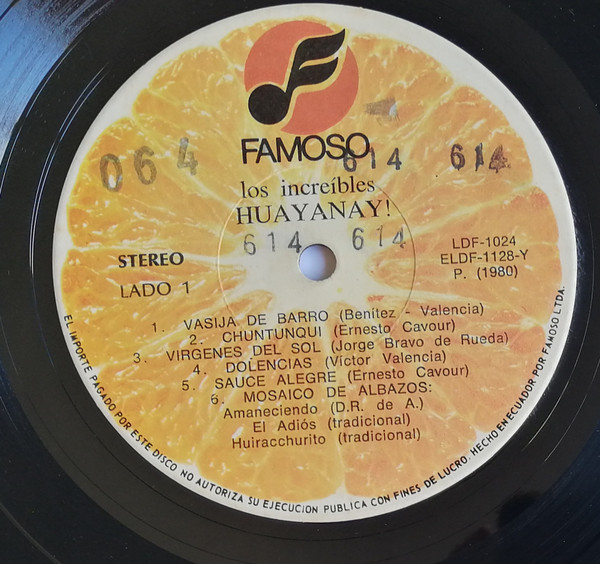 FAMOSO
064
614
614
los increíbles
HUAYANAY!
614
614
STEREO
LADO 1
LDF-1024
ELDF-1128-Y
P. (1980)
1. VASIJA DE BARRO (Benítez - Valencia)
2. CHUNTUNQUI (Ernesto Cavour)
3. VIRGENES DEL SOL (Jorge Bravo de Rueda)
4. DOLENCIAS (Víctor Valencia)
5. SAUCE ALEGRE (Ernesto Cavour)
6. MOSAICO DE ALBAZOS:
Amaneciendo (D.R. de A.)
El Adiós (tradicional)
Huiracchurito (tradicional)
EL IMPORTE PAGADO POR ESTE DISCO NO AUTORIZA SU EJECUCION PUBLICA CON FINES DE LUCRO. HECHO EN ECUADOR POR FAMOSO LTDA.